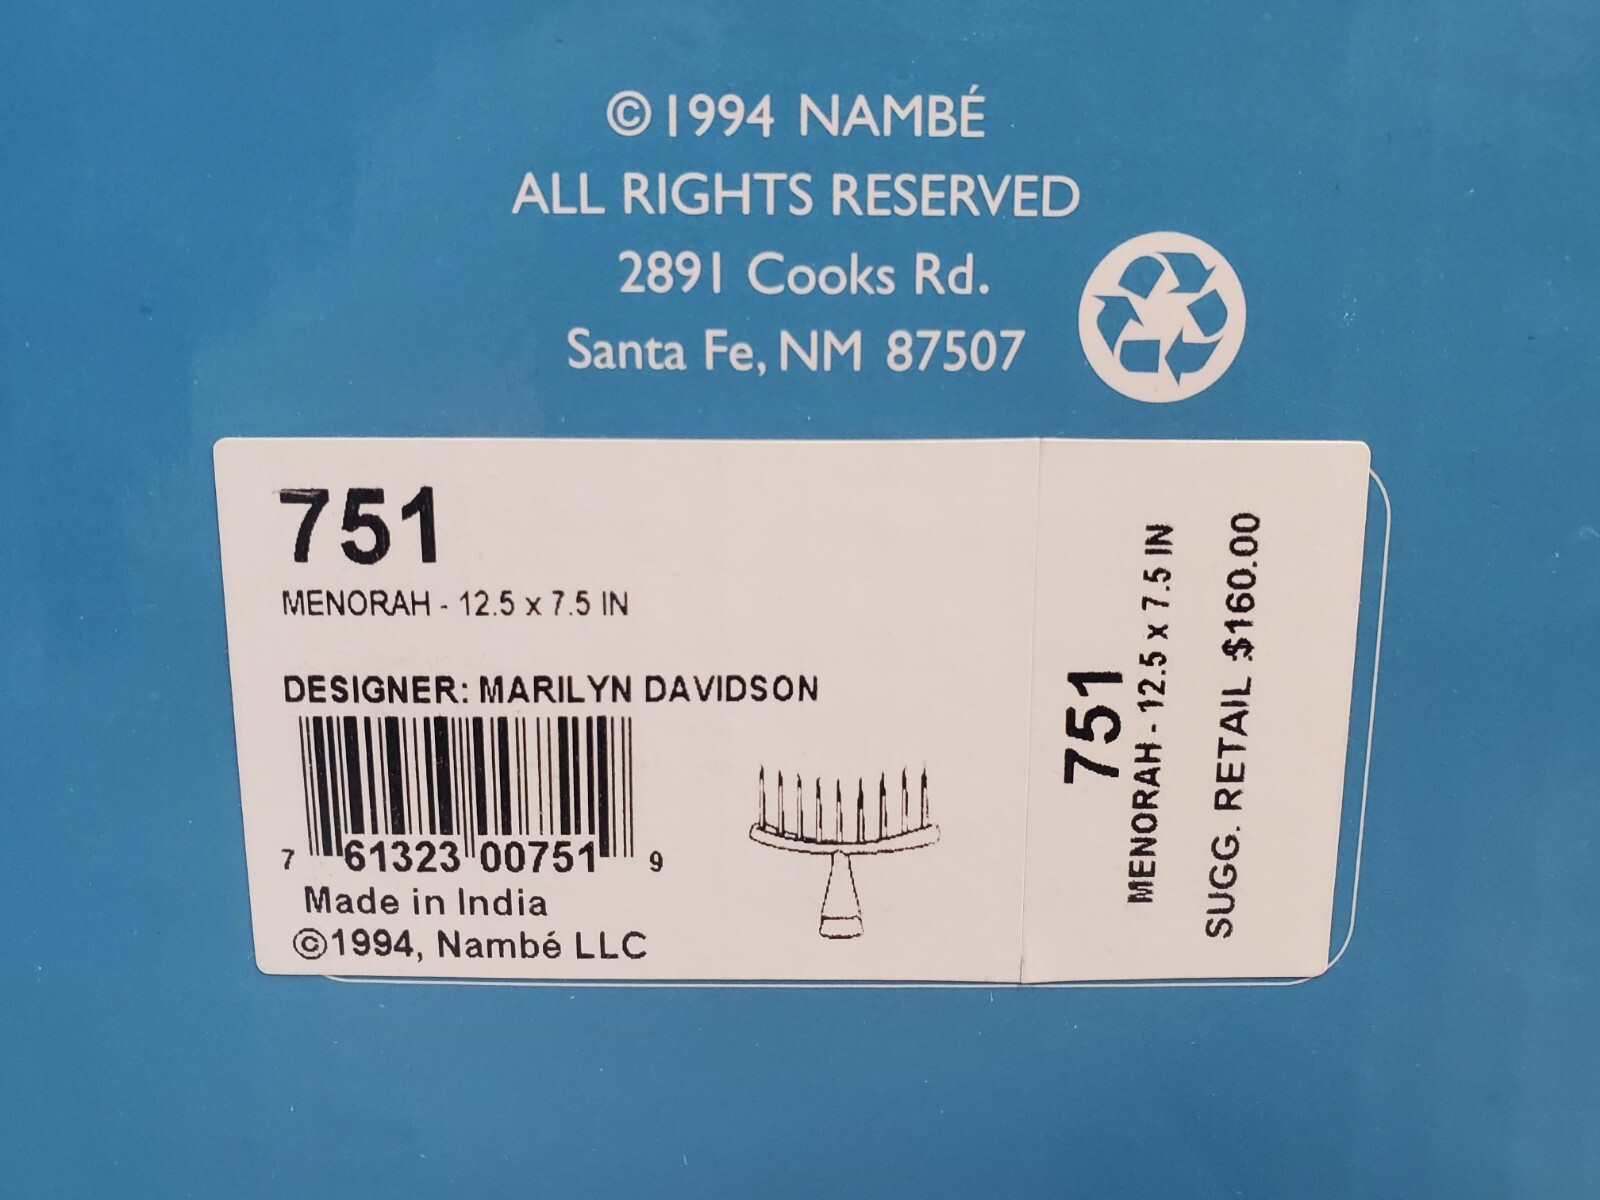 © 1994 NAMBÉ
ALL RIGHTS RESERVED
2891 Cooks Rd.
Santa Fe, NM 87507
751
MENORAH - 12.5 x 7.5 IN
DESIGNER: MARILYN DAVIDSON
7 61323 00751 9
Made in India
©1994, Nambé LLC
751
MENORAH - 12.5 x 7.5 IN
SUGG. RETAIL $160.00